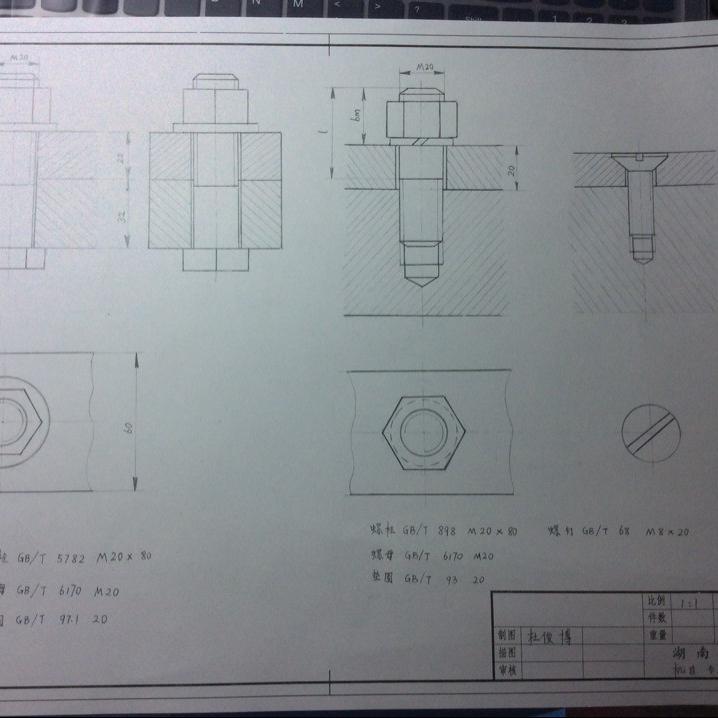 M20
22
32
M20
l
bm
20
60
GB/T 5782 M20×80
GB/T 6170 M20
GB/T 97.1 20
螺柱 GB/T 898 M20×80
螺母 GB/T 6170 M20
垫圈 GB/T 93 20
螺钉 GB/T 68 M8×20
比例 1:1
件数
制图 杜俊博 重量
描图 湖南
审核 机自